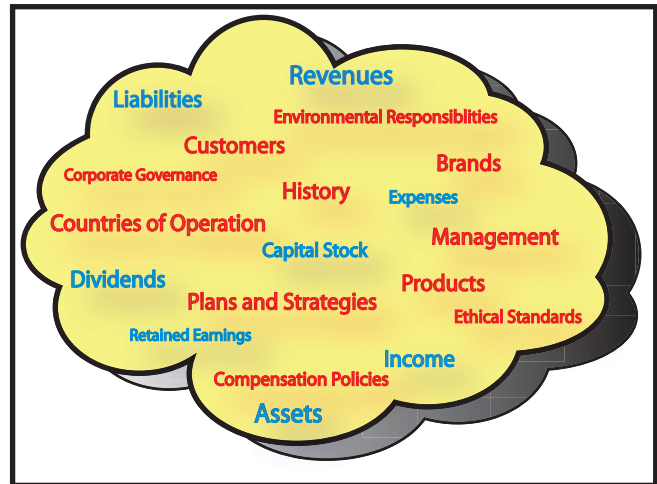 Revenues
Liabilities
Environmental Responsiblities
Customers
Brands
Corporate Governance
History
Expenses
Countries of Operation
Management
Capital Stock
Dividends
Products
Plans and Strategies
Ethical Standards
Retained Earnings
Income
Compensation Policies
Assets